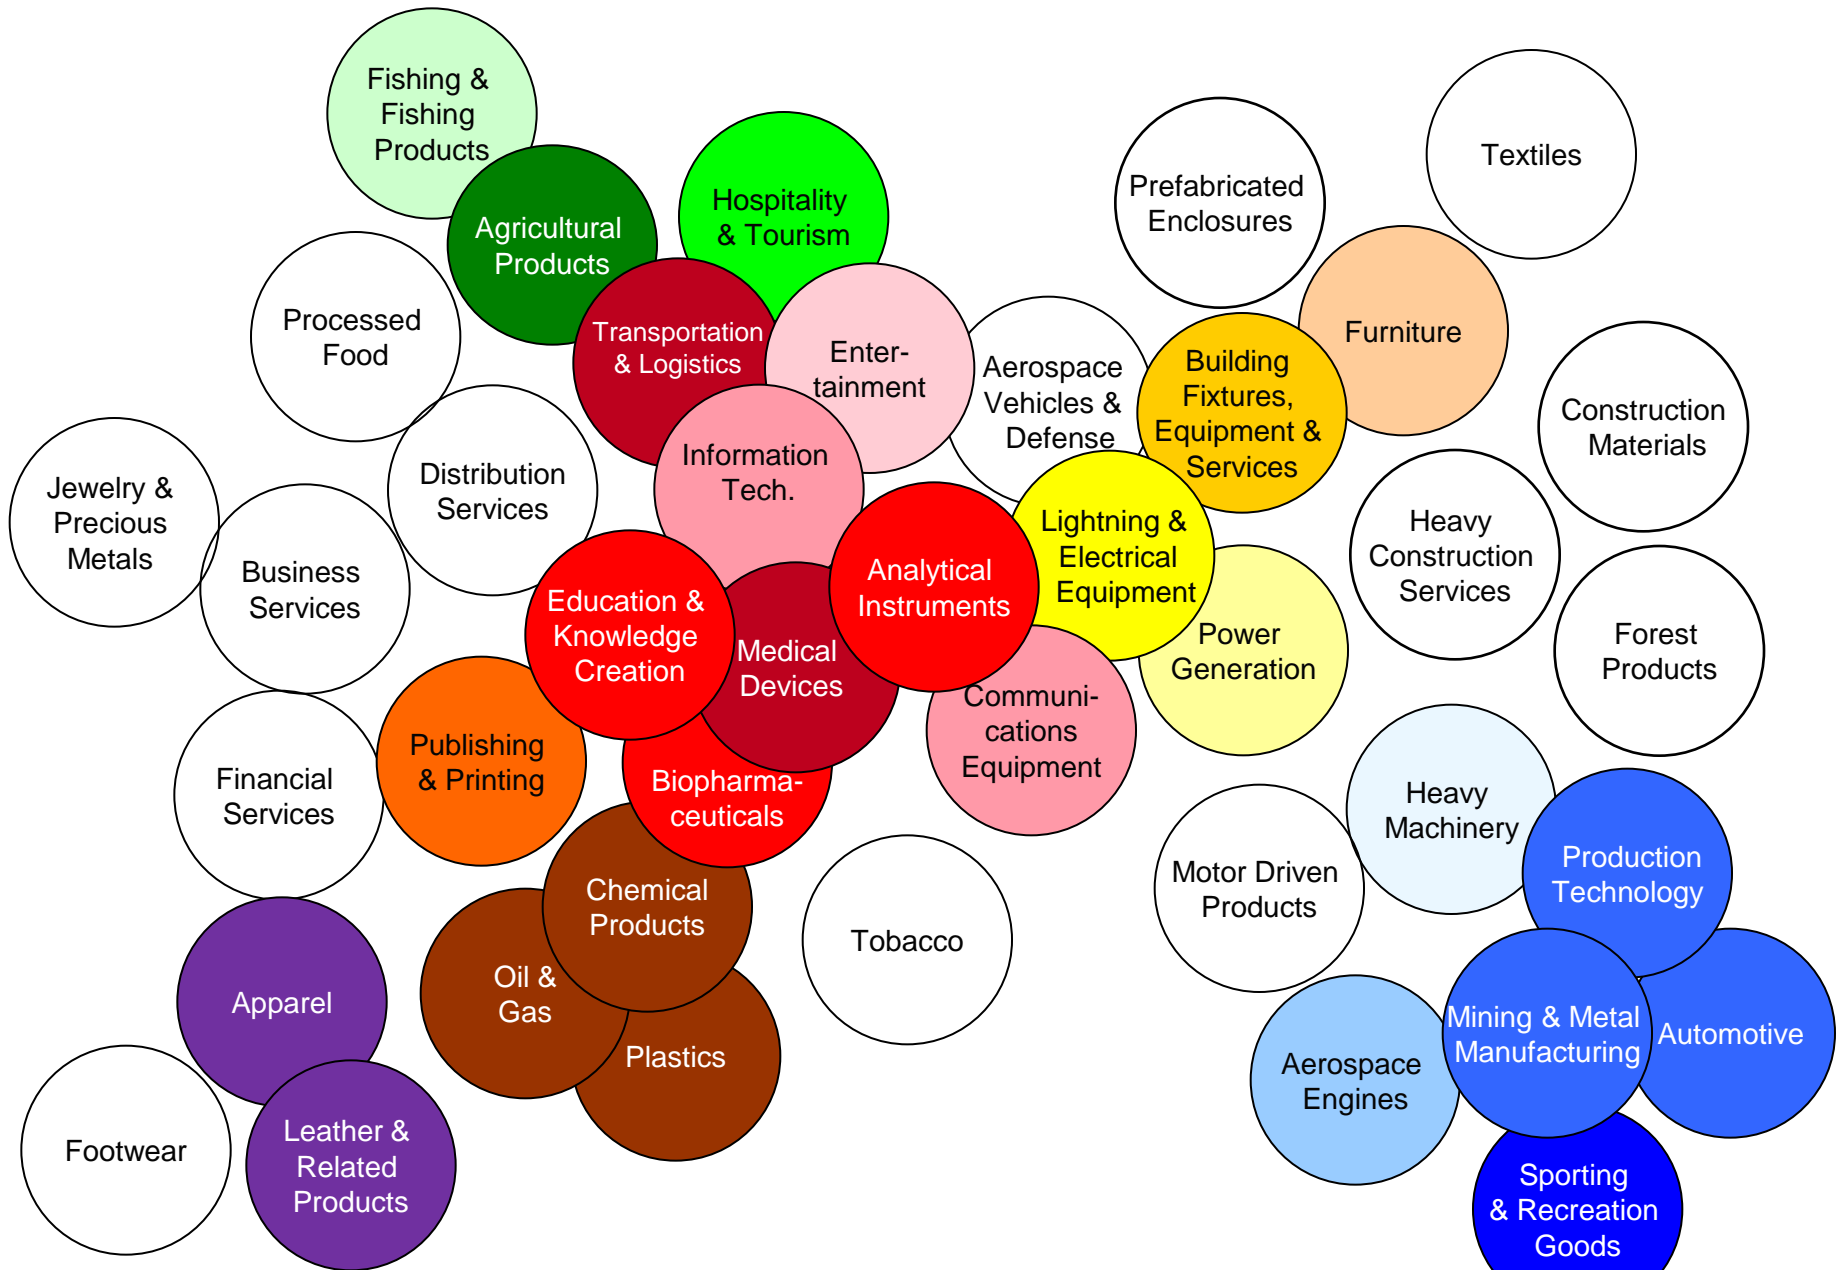 Fishing &
Fishing
Products
Textiles
Prefabricated
Enclosures
Hospitality
& Tourism
Agricultural
Products
Processed
Food
Transportation
& Logistics
Enter-
tainment
Aerospace
Vehicles &
Defense
Building
Fixtures,
Equipment &
Services
Furniture
Construction
Materials
Jewelry &
Precious
Metals
Distribution
Services
Information
Tech.
Business
Services
Education &
Knowledge
Creation
Analytical
Instruments
Lightning &
Electrical
Equipment
Heavy
Construction
Services
Medical
Devices
Power
Generation
Forest
Products
Communi-
cations
Equipment
Publishing
& Printing
Financial
Services
Biopharma-
ceuticals
Heavy
Machinery
Production
Technology
Motor Driven
Products
Chemical
Products
Tobacco
Apparel
Oil &
Gas
Plastics
Mining & Metal
Manufacturing
Automotive
Aerospace
Engines
Footwear
Leather &
Related
Products
Sporting
& Recreation
Goods